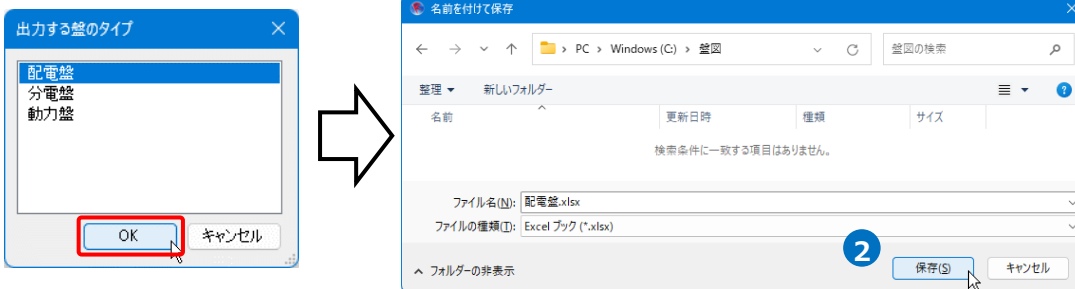 出力する盤のタイプ
配電盤
分電盤
動力盤
OK
キャンセル
名前を付けて保存
PC › Windows (C:) › 盤図
盤図の検索
整理
新しいフォルダー
名前
更新日時
種類
サイズ
検索条件に一致する項目はありません。
ファイル名(N): 配電盤.xlsx
ファイルの種類(T): Excel ブック (*.xlsx)
フォルダーの非表示
2
保存(S)
キャンセル